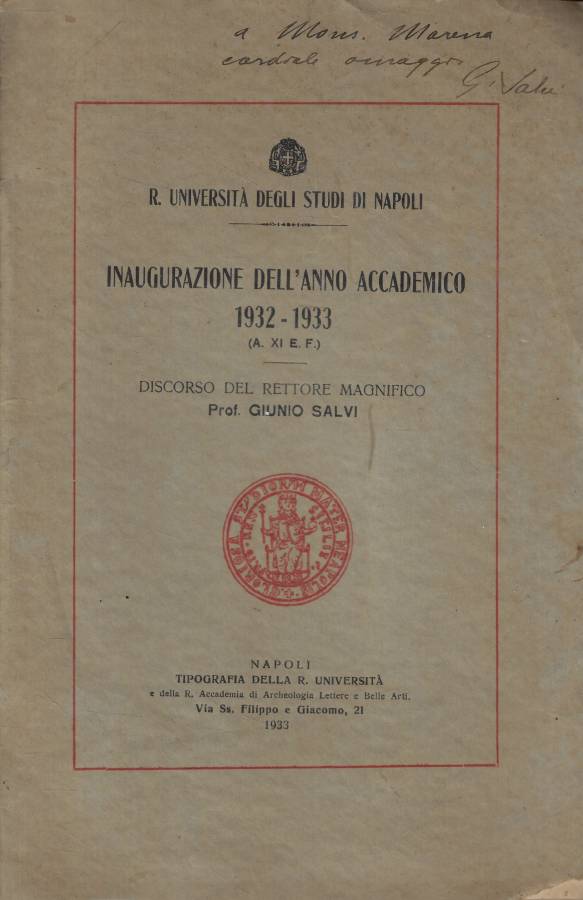 a Mons. Marena
cordiale omaggio
G. Salvi
R. UNIVERSITÀ DEGLI STUDI DI NAPOLI
INAUGURAZIONE DELL'ANNO ACCADEMICO
1932 - 1933
(A. XI E. F.)
DISCORSO DEL RETTORE MAGNIFICO
Prof. GIUNIO SALVI
NAPOLI
TIPOGRAFIA DELLA R. UNIVERSITÀ
e della R. Accademia di Archeologia Lettere e Belle Arti.
Via Ss. Filippo e Giacomo, 21
1933